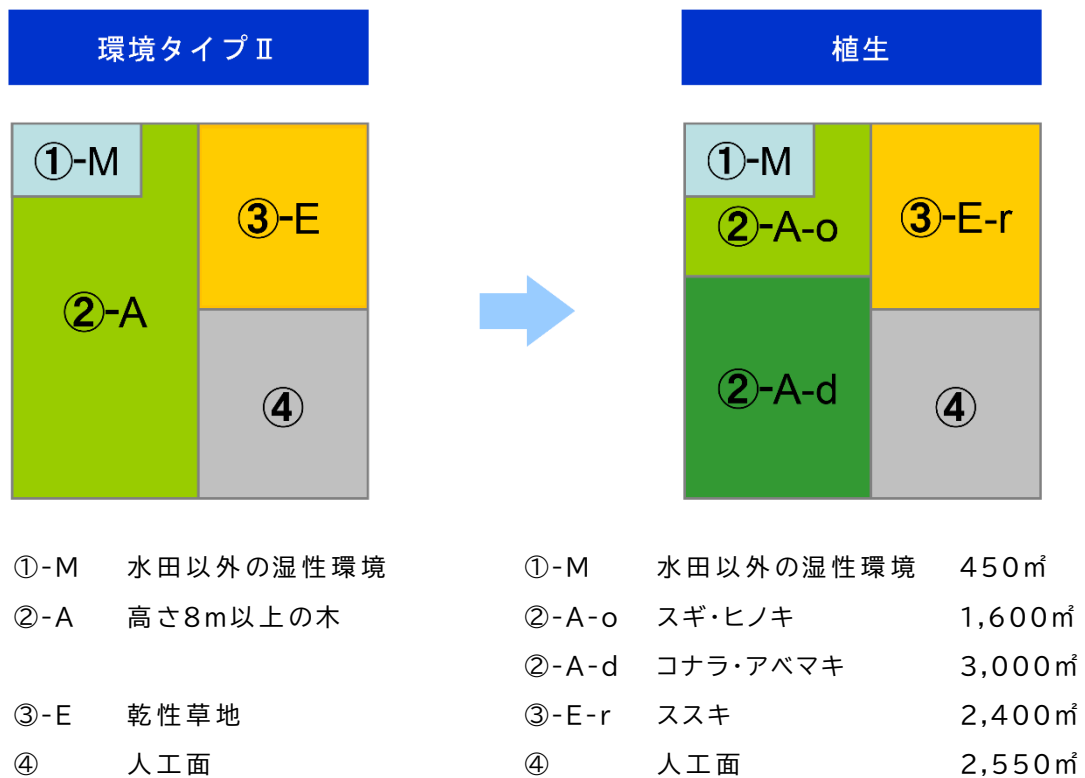 環境タイプⅡ
植生
①-M
②-A
③-E
④
①-M
②-A-o
②-A-d
③-E-r
④
①-M 水田以外の湿性環境
②-A 高さ8m以上の木
③-E 乾性草地
④ 人工面
①-M 水田以外の湿性環境 450㎡
②-A-o スギ・ヒノキ 1,600㎡
②-A-d コナラ・アベマキ 3,000㎡
③-E-r ススキ 2,400㎡
④ 人工面 2,550㎡